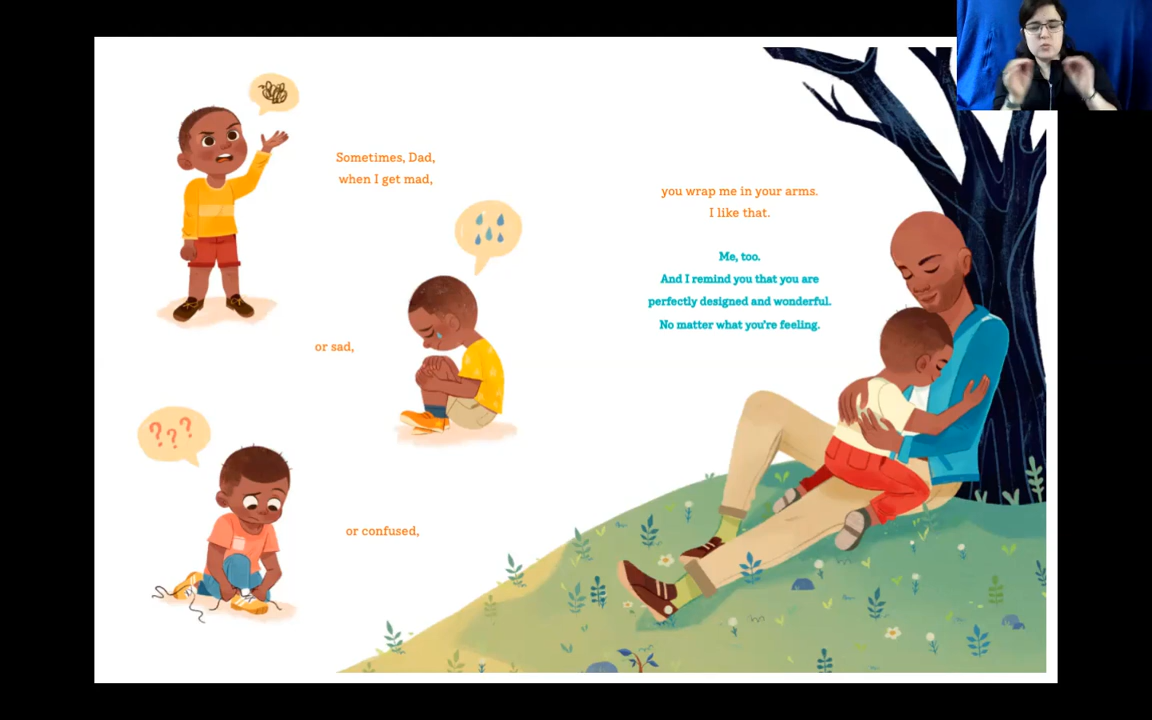 Sometimes, Dad,
when I get mad,
or sad,
???
or confused,
you wrap me in your arms.
I like that.
Me, too.
And I remind you that you are
perfectly designed and wonderful.
No matter what you're feeling.